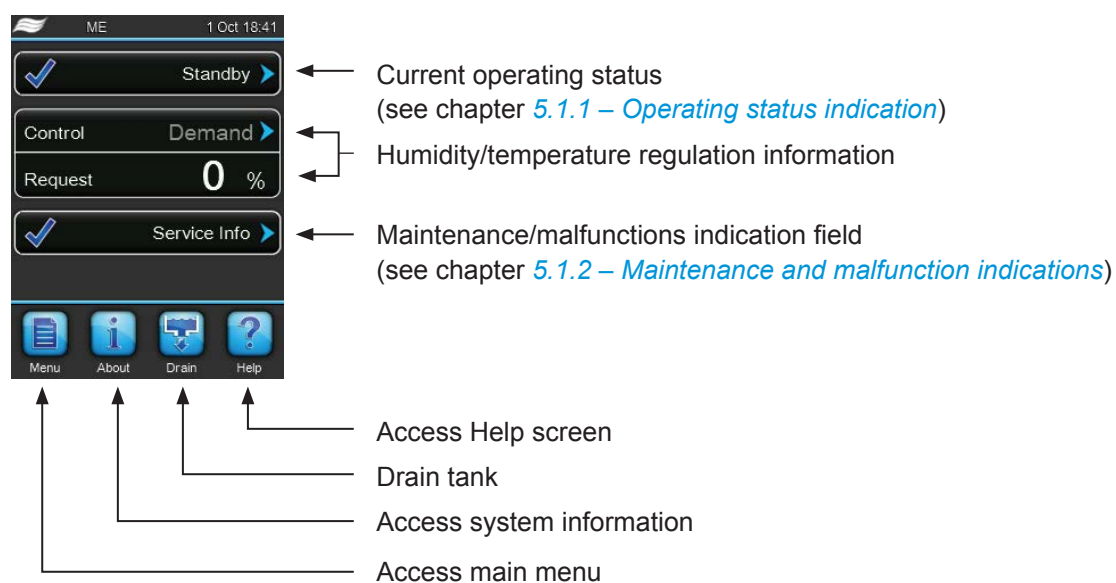 ME 1 Oct 18:41
Standby
Current operating status
(see chapter 5.1.1 – Operating status indication)
Control Demand
Humidity/temperature regulation information
Request 0 %
Service Info
Maintenance/malfunctions indication field
(see chapter 5.1.2 – Maintenance and malfunction indications)
Menu About Drain Help
Access Help screen
Drain tank
Access system information
Access main menu